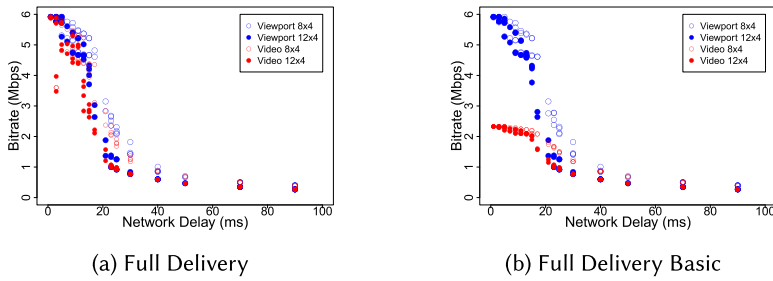 Viewport 8x4
Viewport 12x4
Video 8x4
Video 12x4
Bitrate (Mbps)
6
5
4
3
2
1
0
0 20 40 60 80 100
Network Delay (ms)
(a) Full Delivery
Viewport 8x4
Viewport 12x4
Video 8x4
Video 12x4
Bitrate (Mbps)
6
5
4
3
2
1
0
0 20 40 60 80 100
Network Delay (ms)
(b) Full Delivery Basic